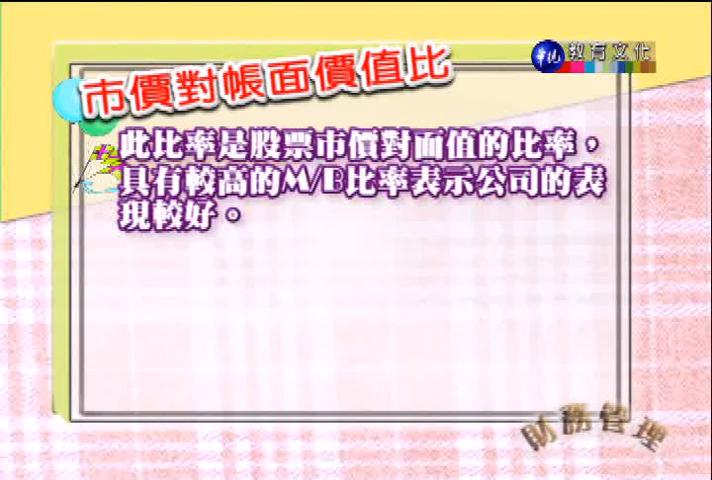 華視 教育文化
市價對帳面價值比
此比率是股票市價對面值的比率，
具有較高的M/B比率表示公司的表
現較好。
財務管理